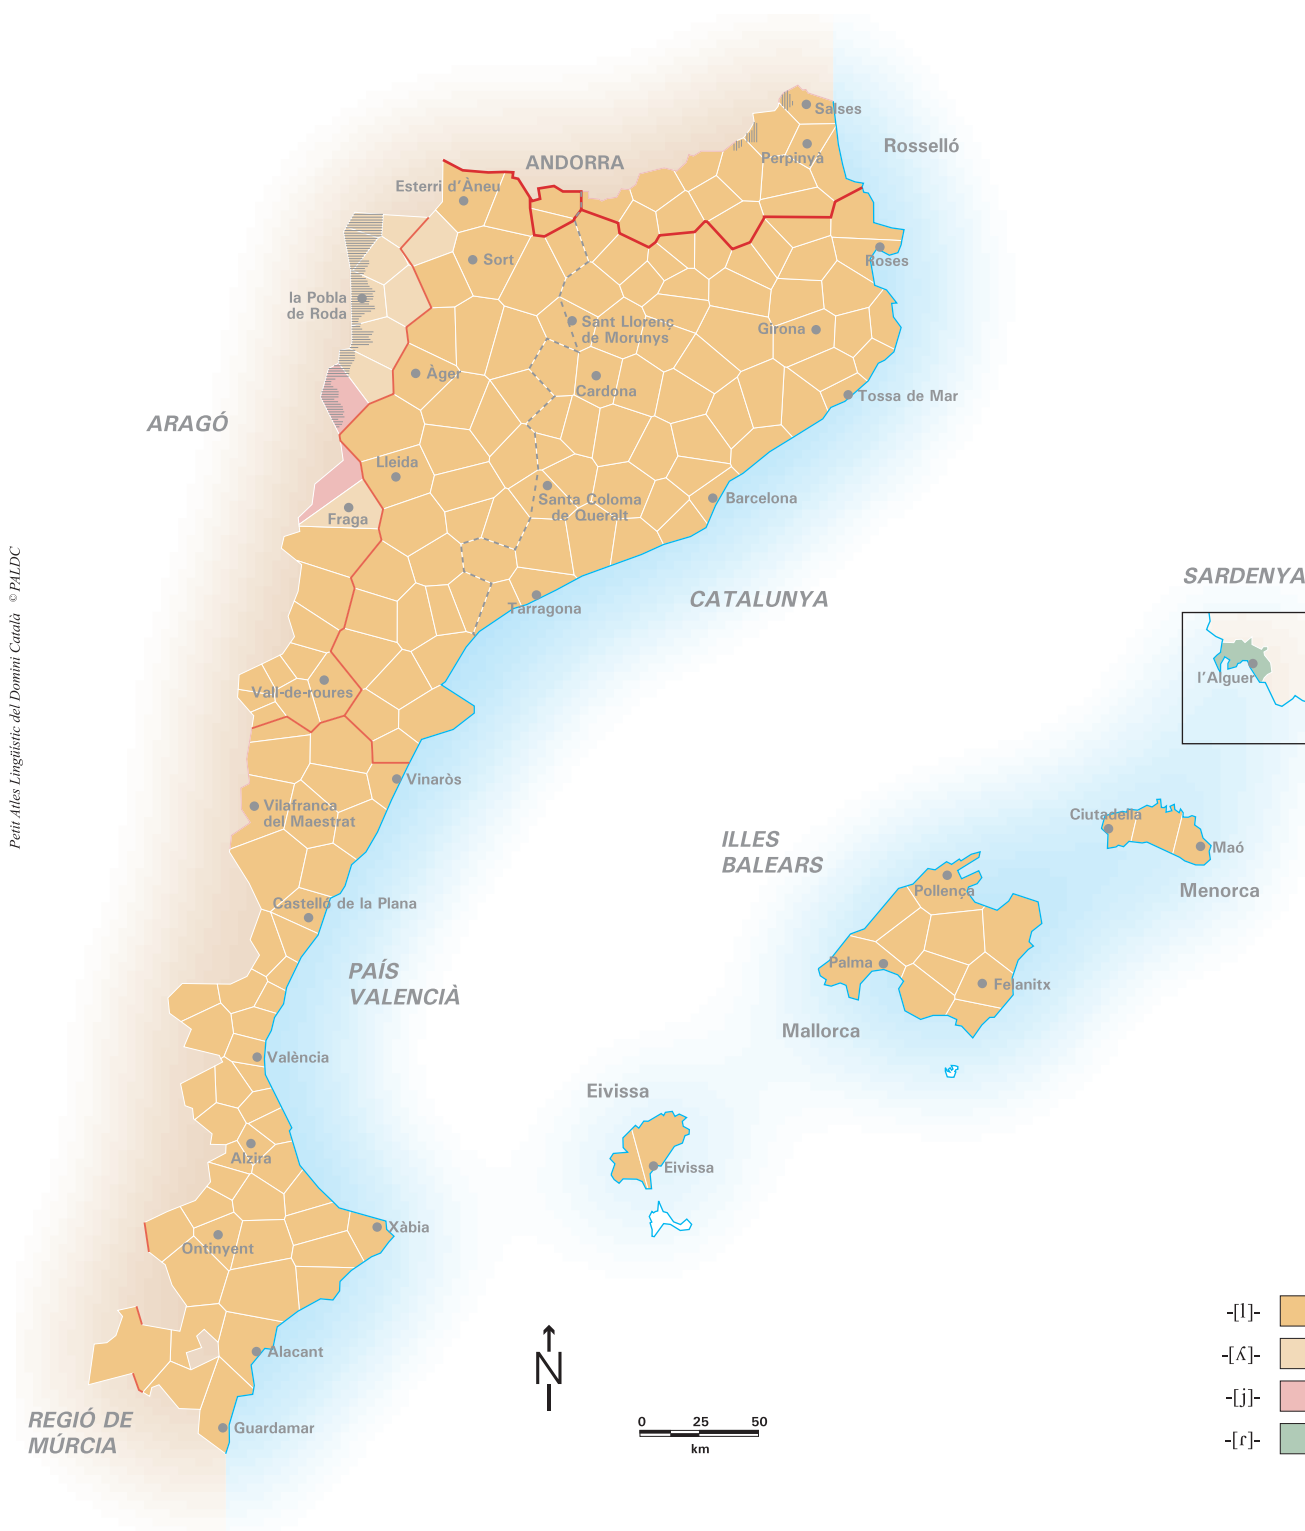 Salses
Rosselló
Perpinyà
ANDORRA
Esterri d'Àneu
Sort
Roses
la Pobla
de Roda
Sant Llorenç
de Morunys
Girona
Àger
Cardona
Tossa de Mar
ARAGÓ
Lleida
Santa Coloma
de Queralt
Barcelona
Fraga
Petit Atles Lingüístic del Domini Català © PALDC
SARDENYA
CATALUNYA
Tarragona
l'Alguer
Vall-de-roures
Vinaròs
Vilafranca
del Maestrat
Ciutadella
Maó
ILLES
BALEARS
Pollença
Menorca
Castelló de la Plana
PAÍS
VALENCIÀ
Palma
Felanitx
Mallorca
València
Eivissa
Alzira
Eivissa
Xàbia
Ontinyent
-[l]-
Alacant
N
-[ʎ]-
-[j]-
REGIÓ DE
MÚRCIA
Guardamar
0 25 50
km
-[ɾ]-